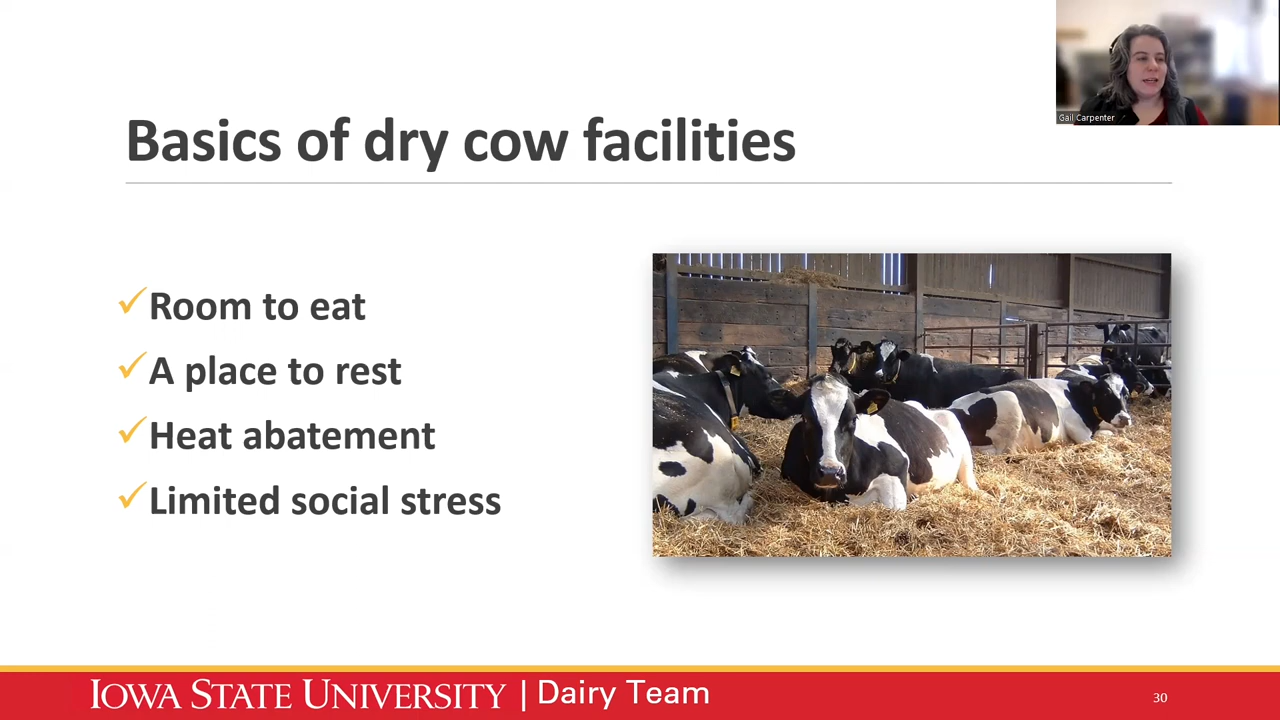 Gail Carpenter
Basics of dry cow facilities
✓Room to eat
✓A place to rest
✓Heat abatement
✓Limited social stress
IOWA STATE UNIVERSITY | Dairy Team
30